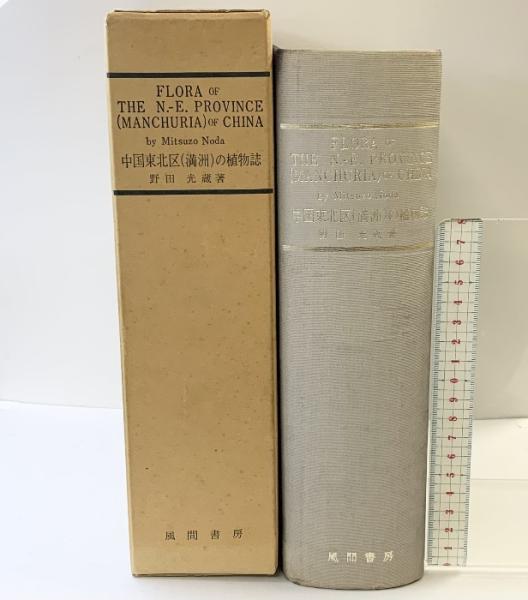 FLORA OF
THE N.-E. PROVINCE
(MANCHURIA) OF CHINA
by Mitsuzo Noda
中国東北区(満洲)の植物誌
野田光蔵著
風間書房
FLORA OF
THE N.-E. PROVINCE
(MANCHURIA) OF CHINA
by Mitsuzo Noda
中国東北区(満洲)の植物誌
野田光蔵著
風間書房